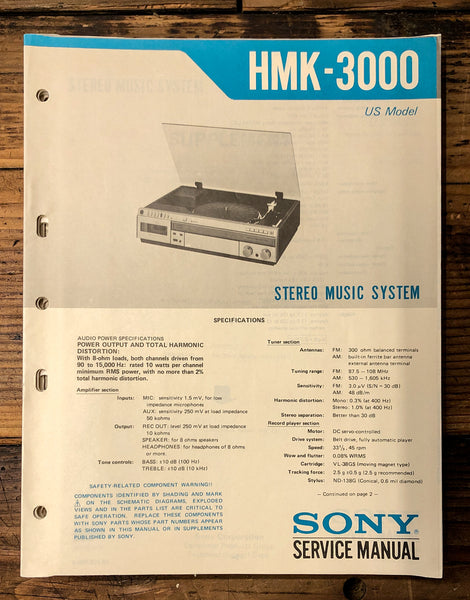 HMK-3000
US Model
STEREO MUSIC SYSTEM
SPECIFICATIONS
AUDIO POWER SPECIFICATIONS
POWER OUTPUT AND TOTAL HARMONIC
DISTORTION:
With 8-ohm loads, both channels driven from
90 to 15,000 Hz: rated 10 watts per channel
minimum RMS power, with no more than 2%
total harmonic distortion.
Amplifier section
Inputs: MIC: sensitivity 1.5 mV, for low
impedance microphones
AUX: sensitivity 250 mV at load impedance
50 kohms
Output: REC OUT: level 250 mV at load impedance
10 kohms
SPEAKER: for 8 ohms speakers
HEADPHONES: for headphones of 8 ohms
or more.
Tone controls: BASS: ±10 dB (100 Hz)
TREBLE: ±10 dB (10 kHz)
SAFETY-RELATED COMPONENT WARNING!!
COMPONENTS IDENTIFIED BY SHADING AND MARK
⚠ ON THE SCHEMATIC DIAGRAMS, EXPLODED
VIEWS AND IN THE PARTS LIST ARE CRITICAL TO
SAFE OPERATION. REPLACE THESE COMPONENTS
WITH SONY PARTS WHOSE PART NUMBERS APPEAR
AS SHOWN IN THIS MANUAL OR IN SUPPLEMENTS
PUBLISHED BY SONY.
Tuner section
Antennas: FM: 300 ohm balanced terminals
AM: built-in ferrite bar antenna
external antenna terminal
Tuning range: FM: 87.5 – 108 MHz
AM: 530 – 1,605 kHz
Sensitivity: FM: 2.0 μV (S/N = 30 dB)
AM: 48 dB/m
Harmonic distortion: Mono: 0.3% (at 400 Hz)
Stereo: 1.0% (at 400 Hz)
Stereo separation: Better than 30 dB
Record player section
Motor: DC servo-controlled
Drive system: Belt drive, fully automatic player
Speed: 33⅓, 45 rpm
Wow and flutter: 0.08% WRMS
Cartridge: VL-38GS (moving magnet type)
Tracking force: 2.5 g ±0.5 g (2.5 g recommended)
Stylus: ND-138G (Conical, 0.6 mil diamond)
– Continued on page 2 –
SONY
SERVICE MANUAL